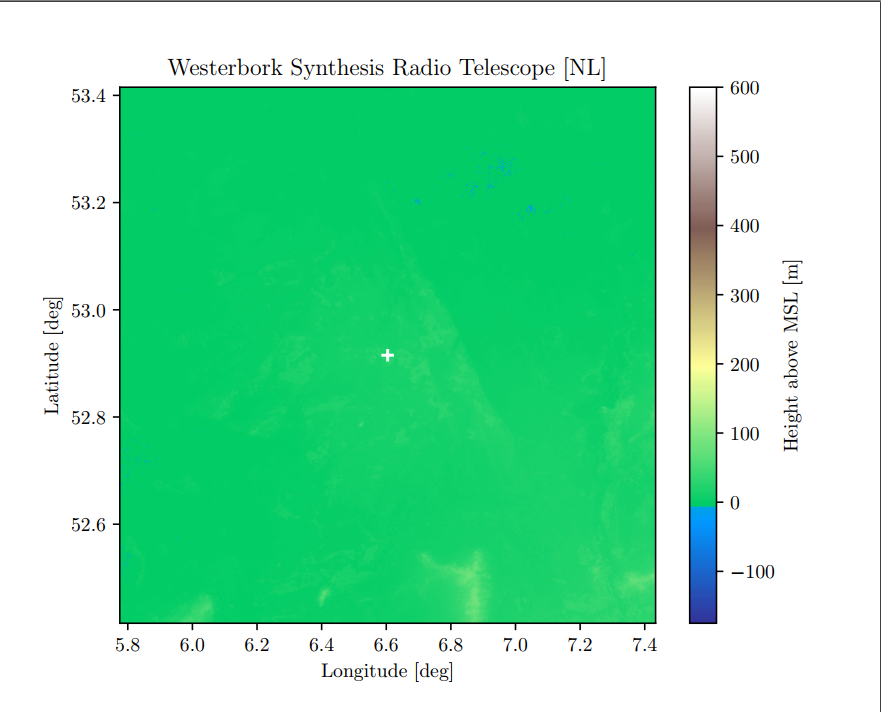 Westerbork Synthesis Radio Telescope [NL]
53.4
53.2
53.0
52.8
52.6
Latitude [deg]
5.8 6.0 6.2 6.4 6.6 6.8 7.0 7.2 7.4
Longitude [deg]
600
500
400
300
200
100
0
−100
Height above MSL [m]